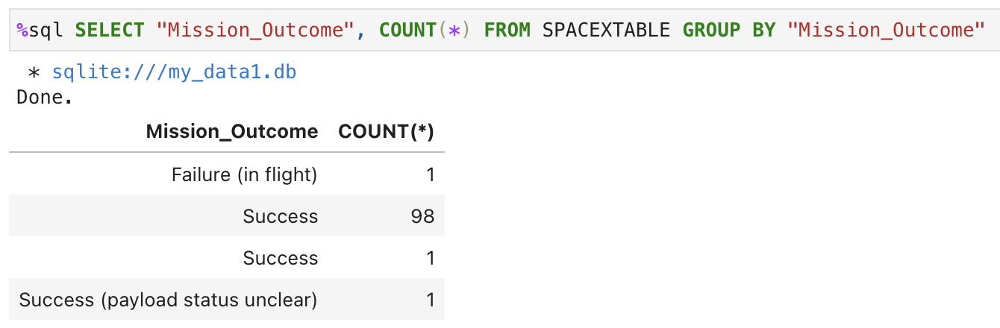 %sql SELECT "Mission_Outcome", COUNT(*) FROM SPACEXTABLE GROUP BY "Mission_Outcome"
* sqlite:///my_data1.db
Done.
Mission_Outcome COUNT(*)
Failure (in flight) 1
Success 98
Success 1
Success (payload status unclear) 1